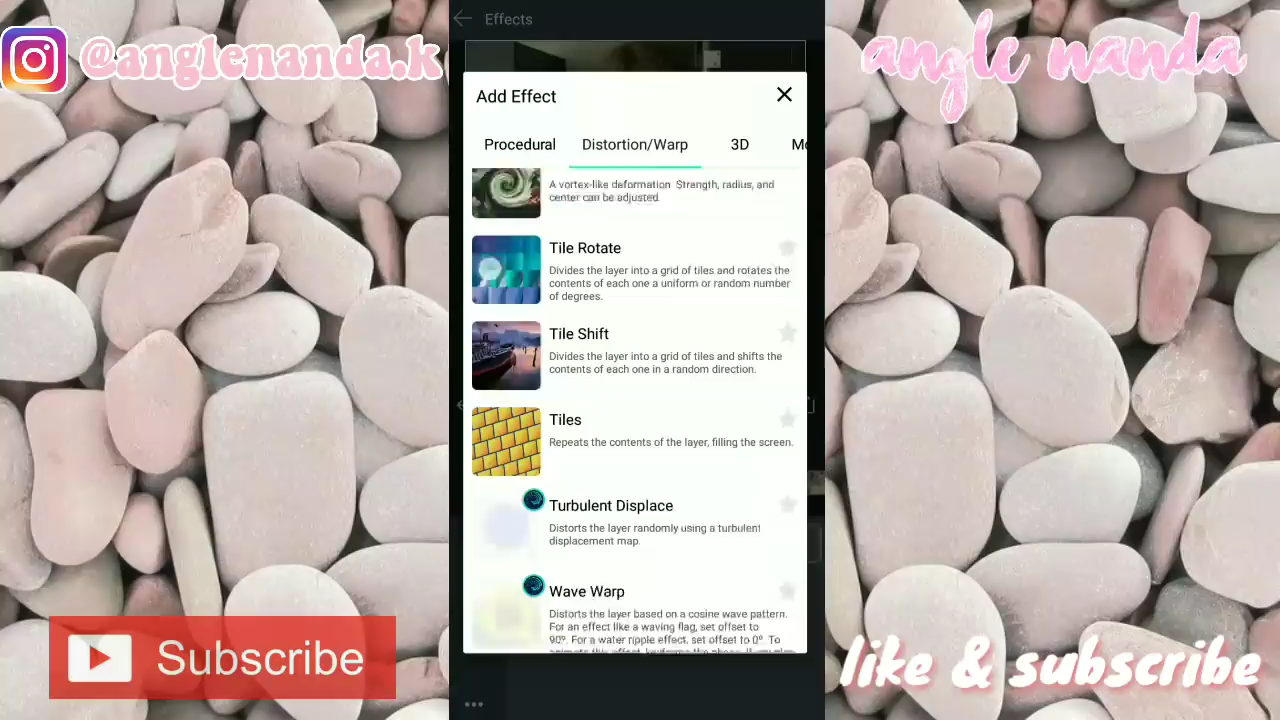 Effects
@anglenanda.k
angle nanda
Add Effect
Procedural
Distortion/Warp
3D
A vortex-like deformation. Strength, radius, and
center can be adjusted.
Tile Rotate
Divides the layer into a grid of tiles and rotates the
contents of each one a uniform or random number
of degrees.
Tile Shift
Divides the layer into a grid of tiles and shifts the
contents of each one in a random direction.
Tiles
Repeats the contents of the layer, filling the screen.
Turbulent Displace
Distorts the layer randomly using a turbulent
displacement map.
Wave Warp
Distorts the layer based on a cosine wave pattern.
For an effect like a waving flag, set offset to
90º. For a water ripple effect, set offset to 0º. To
Subscribe
like & subscribe